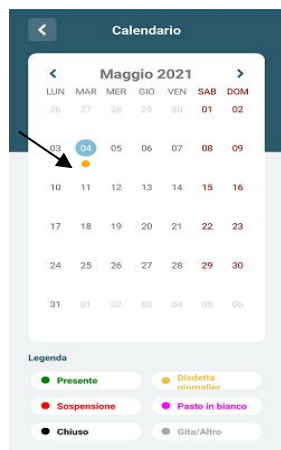 Calendario
Maggio 2021
LUN MAR MER GIO VEN SAB DOM
26 27 28 29 30 01 02
03 04 05 06 07 08 09
10 11 12 13 14 15 16
17 18 19 20 21 22 23
24 25 26 27 28 29 30
31 01 02 03 04 05 06
Legenda
Presente
Disdetta
giornalier
Sospensione
Pasto in bianco
Chiuso
Gita/Altro